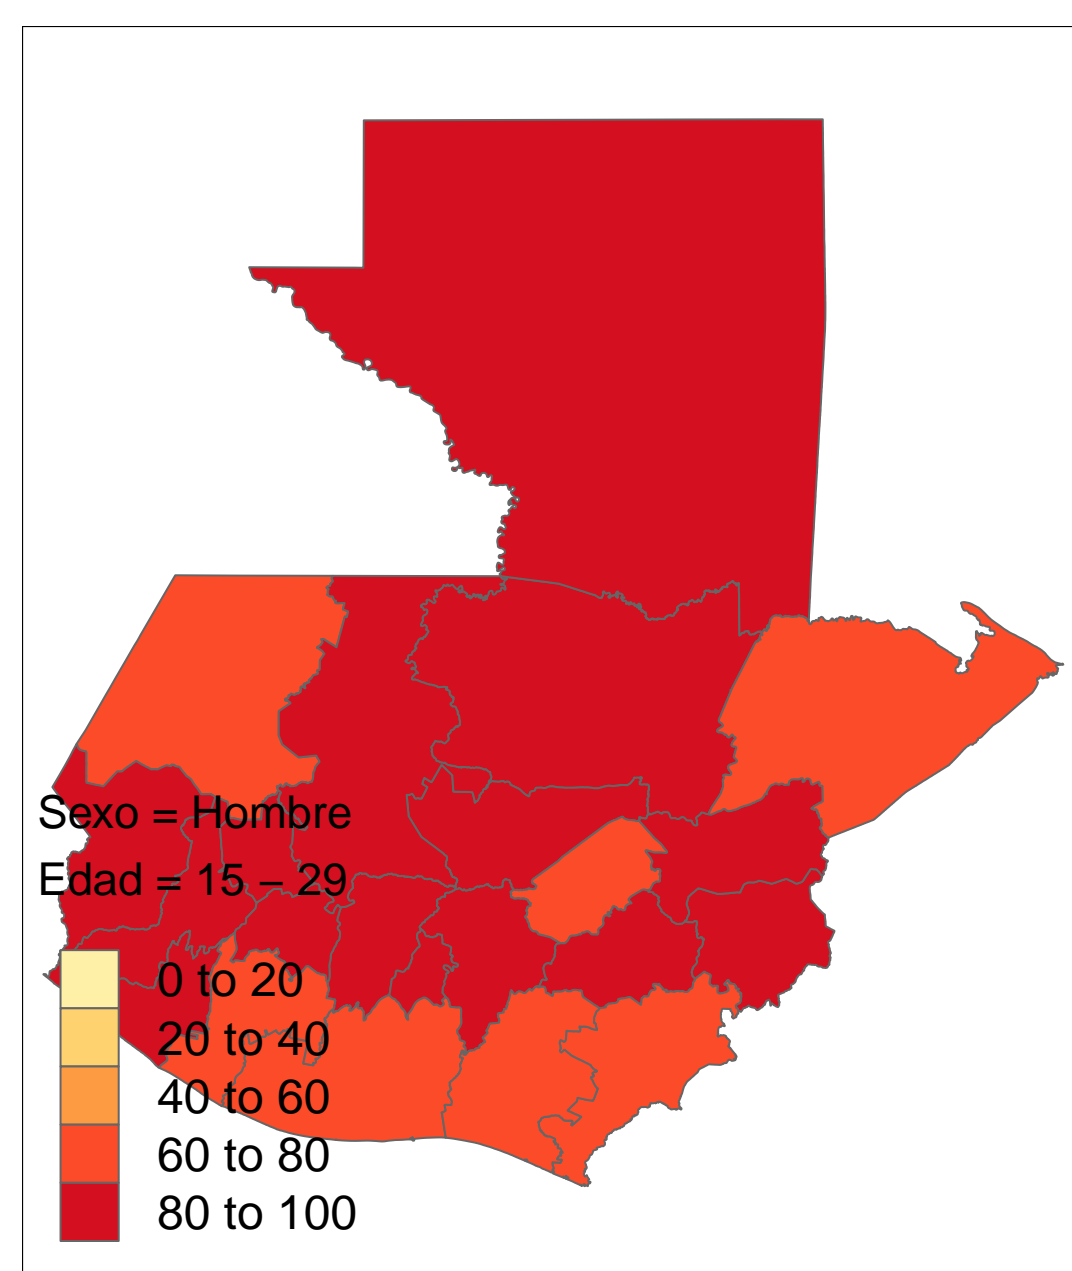 Sexo = Hombre
Edad = 15 – 29
0 to 20
20 to 40
40 to 60
60 to 80
80 to 100